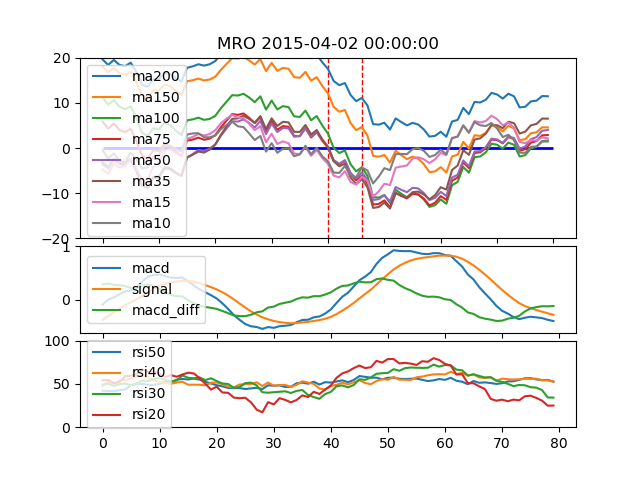 MRO 2015-04-02 00:00:00
20
10
0
−10
−20
ma200
ma150
ma100
ma75
ma50
ma35
ma15
ma10
1
0
macd
signal
macd_diff
100
50
0
rsi50
rsi40
rsi30
rsi20
0 10 20 30 40 50 60 70 80